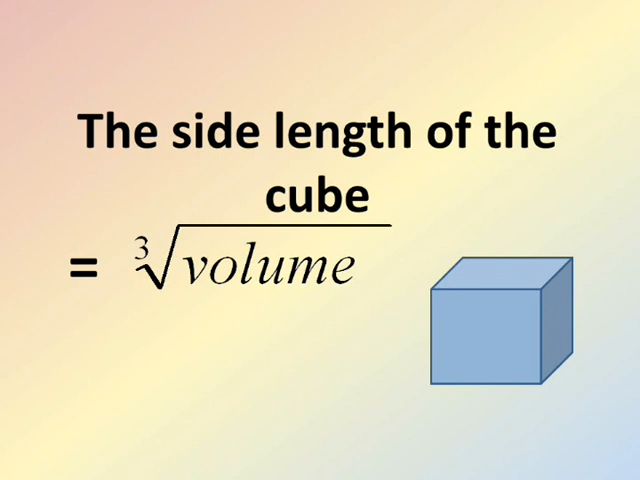 The side length of the
cube
= ∛volume